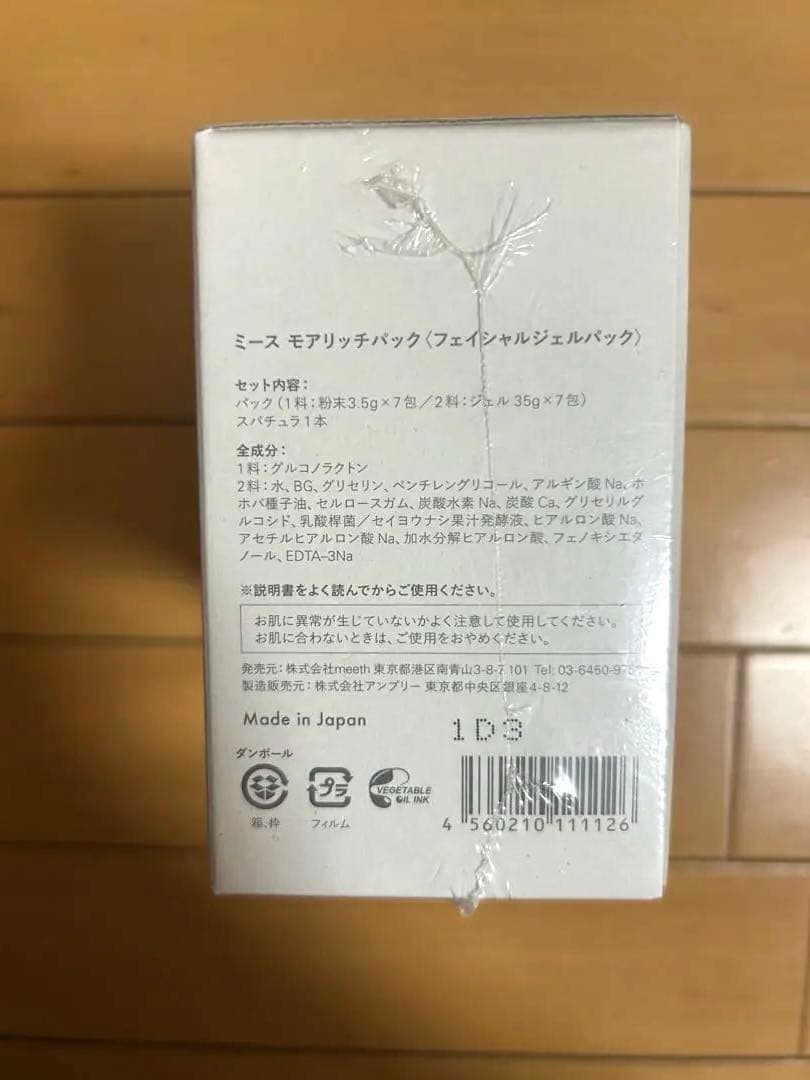 ミース モアリッチパック〈フェイシャルジェルパック〉
セット内容：
パック（1料：粉末3.5g×7包／2料：ジェル 35g×7包）
スパチュラ1本
全成分：
1料：グルコノラクトン
2料：水、BG、グリセリン、ペンチレングリコール、アルギン酸Na、ホ
ホバ種子油、セルロースガム、炭酸水素Na、炭酸Ca、グリセリルグ
ルコシド、乳酸桿菌／セイヨウナシ果汁発酵液、ヒアルロン酸Na、
アセチルヒアルロン酸Na、加水分解ヒアルロン酸、フェノキシエタ
ノール、EDTA–3Na
※説明書をよく読んでからご使用ください。
お肌に異常が生じていないかよく注意して使用してください。
お肌に合わないときは、ご使用をおやめください。
発売元：株式会社meeth 東京都港区南青山3-8-7 101 Tel：03-6450-9
製造販売元：株式会社アンプリー 東京都中央区銀座4-8-12
Made in Japan
1D3
ダンボール
プラ
VEGETABLE
OIL INK
箱、枠
フィルム
4 560210 111126